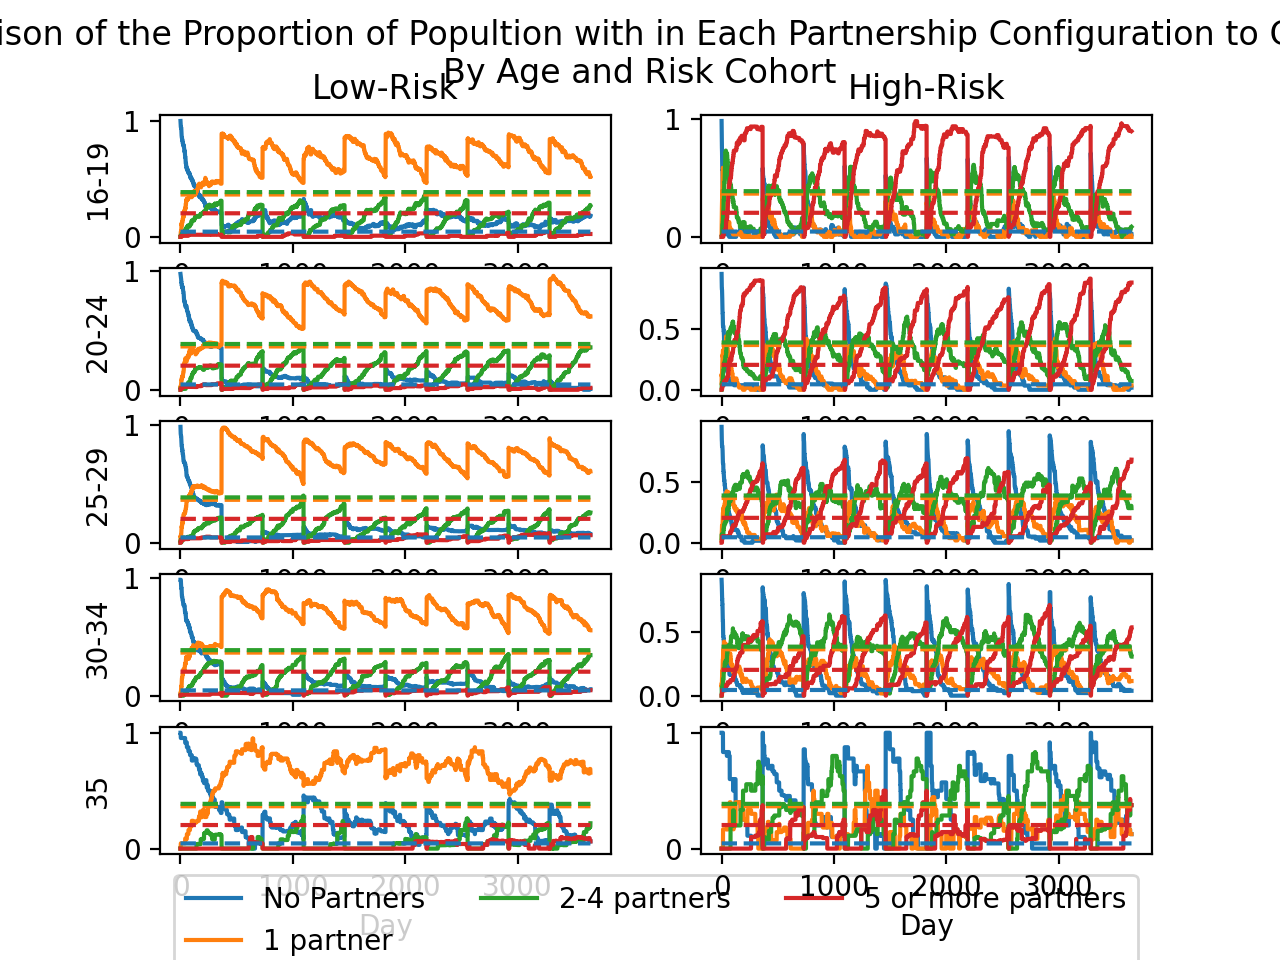 ison of the Proportion of Popultion with in Each Partnership Configuration to
By Age and Risk Cohort
Low-Risk
High-Risk
1
0
16-19
1
0
1
0
20-24
0.5
0.0
1
0
25-29
0.5
0.0
1
0
30-34
0.5
0.0
1
0
35
1
0
0 1000 2000 3000
0 1000 2000 3000
Day
Day
No Partners
2-4 partners
5 or more partners
1 partner